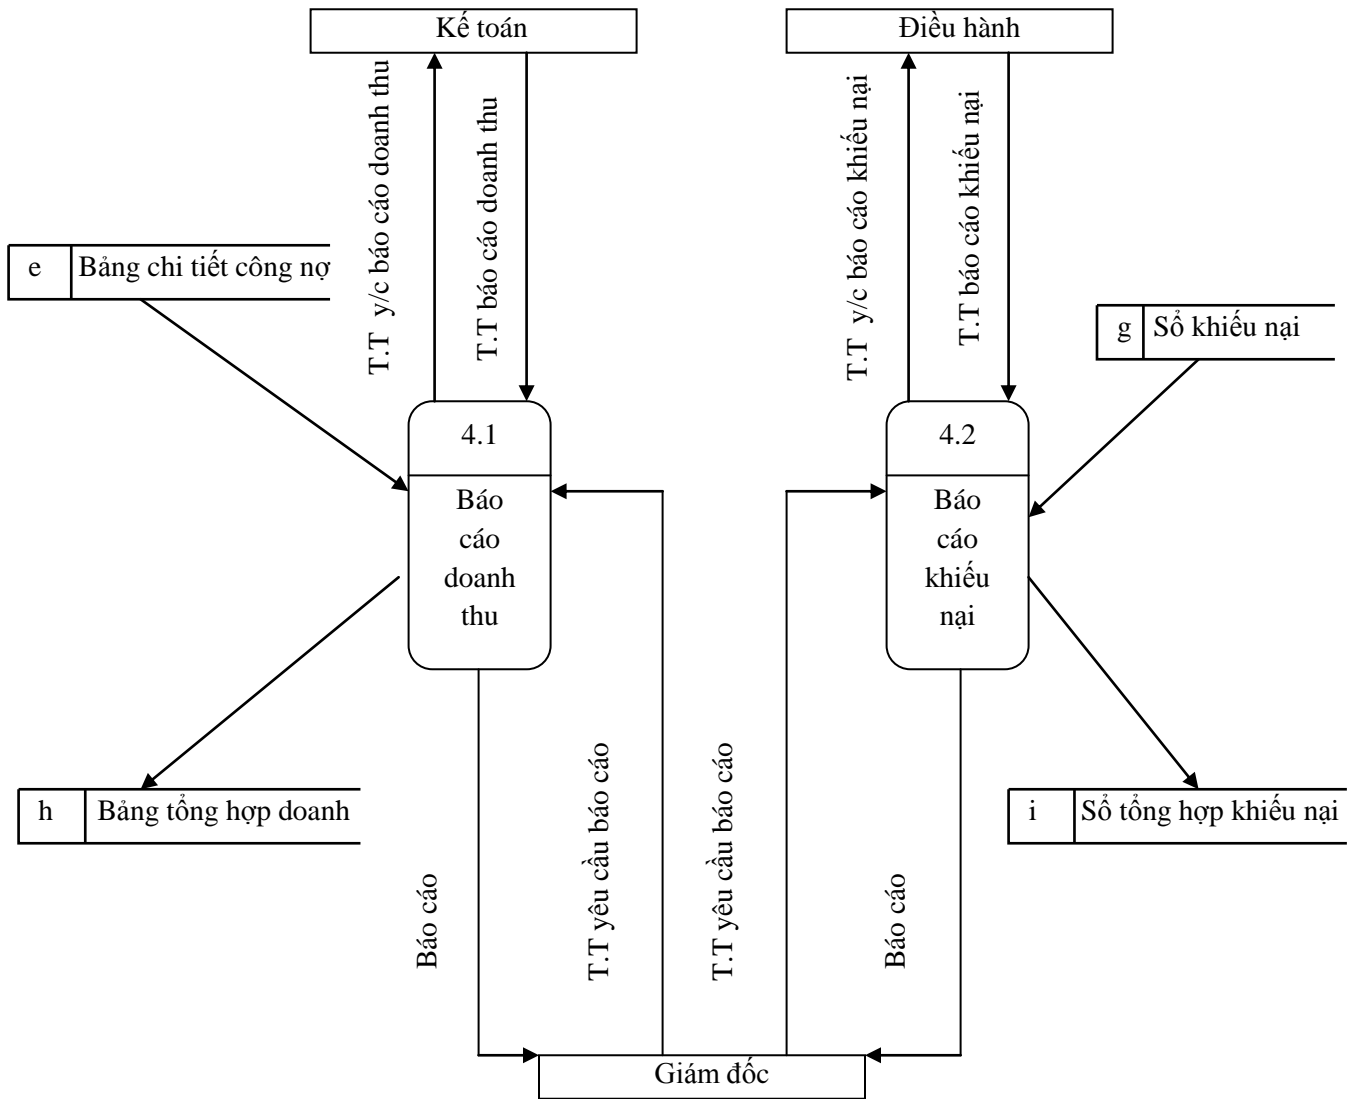 Kế toán
Điều hành
T.T y/c báo cáo doanh thu
T.T báo cáo doanh thu
T.T y/c báo cáo khiếu nại
T.T báo cáo khiếu nại
e Bảng chi tiết công nợ
g Sổ khiếu nại
4.1
Báo
cáo
doanh
thu
4.2
Báo
cáo
khiếu
nại
h Bảng tổng hợp doanh
i Sổ tổng hợp khiếu nại
Báo cáo
T.T yêu cầu báo cáo
T.T yêu cầu báo cáo
Báo cáo
Giám đốc